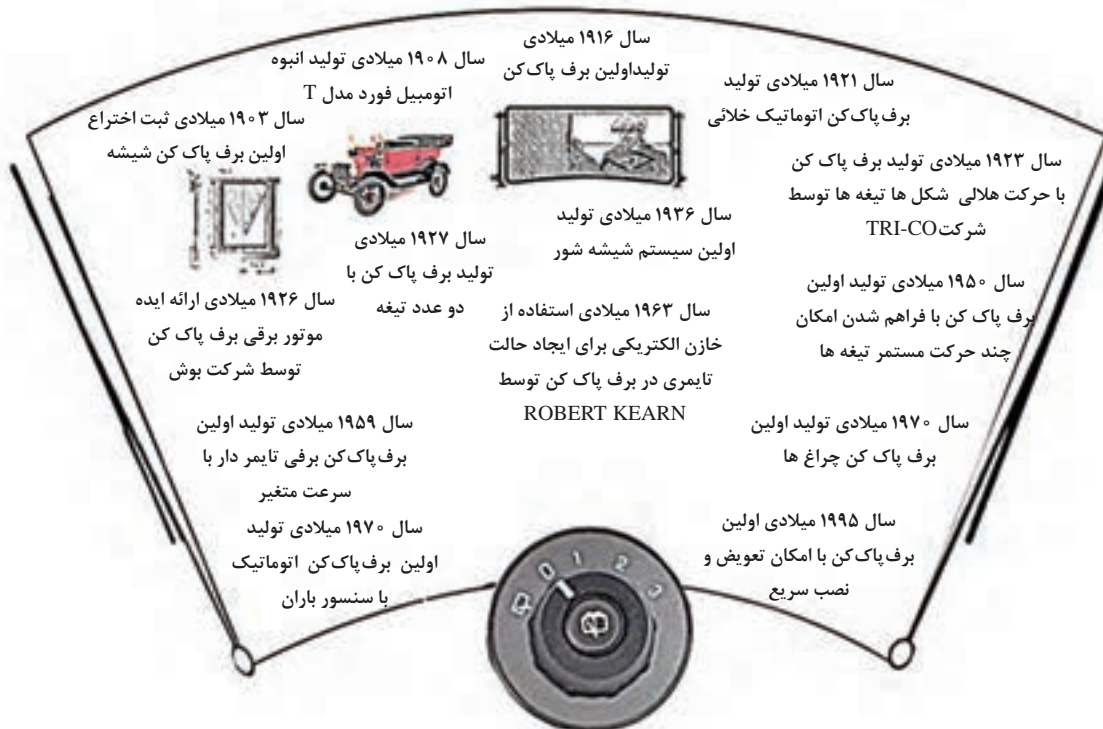 سال ۱۹۱۶ میلادی
تولیداولین برف پاک‌کن
سال ۱۹۰۸ میلادی تولید انبوه
اتومبیل فورد مدل T
سال ۱۹۰۳ میلادی ثبت اختراع
اولین برف پاک کن شیشه
سال ۱۹۲۱ میلادی تولید
برف‌پاک‌کن اتوماتیک خلائی
سال ۱۹۲۳ میلادی تولید برف پاک کن
با حرکت هلالی شکل ها تیغه ها توسط
شرکتTRI-CO
سال ۱۹۳۶ میلادی تولید
اولین سیستم شیشه شور
سال ۱۹۲۷ میلادی
تولید برف پاک کن با
دو عدد تیغه
سال ۱۹۲۶ میلادی ارائه ایده
موتور برقی برف پاک کن
توسط شرکت بوش
سال ۱۹۵۰ میلادی تولید اولین
برف پاک کن با فراهم شدن امکان
چند حرکت مستمر تیغه ها
سال ۱۹۶۳ میلادی استفاده از
خازن الکتریکی برای ایجاد حالت
تایمری در برف پاک کن توسط
ROBERT KEARN
سال ۱۹۵۹ میلادی تولید اولین
برف‌پاک‌کن برفی تایمر دار با
سرعت متغیر
سال ۱۹۷۰ میلادی تولید اولین
برف پاک کن چراغ ها
سال ۱۹۷۰ میلادی تولید
اولین برف‌پاک‌کن اتوماتیک
با سنسور باران
سال ۱۹۹۵ میلادی اولین
برف‌پاک‌کن با امکان تعویض و
نصب سریع
0 1 2 3